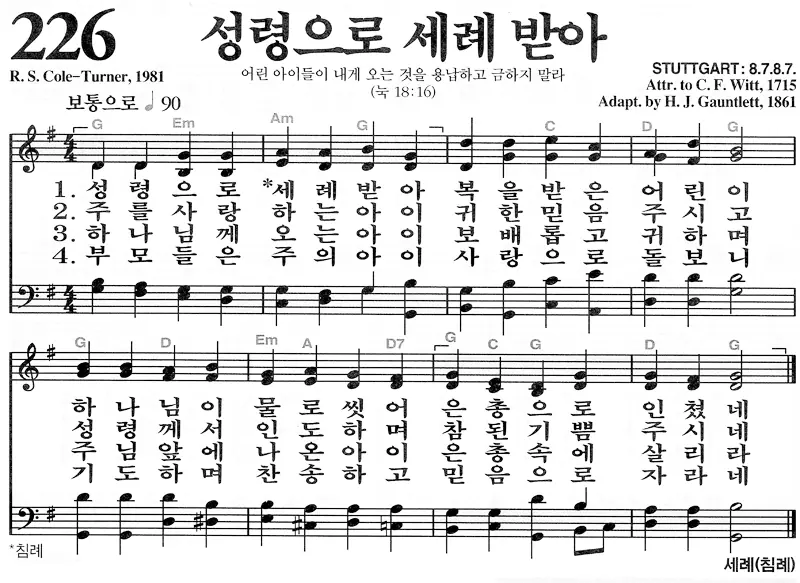 226 성령으로 세례 받아
R. S. Cole-Turner, 1981
어린 아이들이 내게 오는 것을 용납하고 금하지 말라
(눅 18:16)
STUTTGART: 8.7.8.7.
Attr. to C. F. Witt, 1715
Adapt. by H. J. Gauntlett, 1861
보통으로 ♩ 90
G Em Am G C D G
1. 성 령 으 로 *세 례 받 아 복 을 받 은 어 린 이
2. 주 를 사 랑 하 는 아 이 귀 한 믿 음 주 시 고
3. 하 나 님 께 오 는 아 이 보 배 롭 고 귀 하 며
4. 부 모 들 은 주 의 아 이 사 랑 으 로 돌 보 니
G D Em A D7 G C G D G
하 나 님 이 물 로 씻 어 은 총 으 로 인 쳤 네
성 령 께 서 인 도 하 며 참 된 기 쁨 주 시 네
주 님 앞 에 나 온 아 이 은 총 속 에 살 리 라
기 도 하 며 찬 송 하 고 믿 음 으 로 자 라 네
*침례
세례(침례)